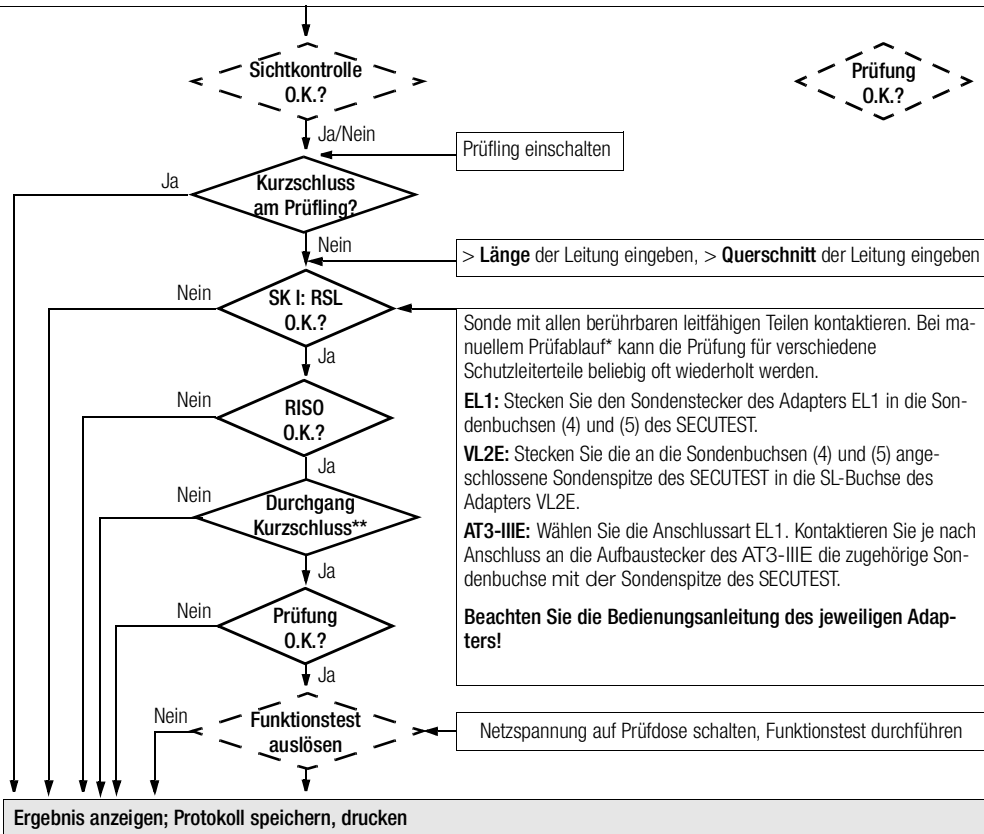 Sichtkontrolle
O.K.?
Prüfung
O.K.?
Ja/Nein
Prüfling einschalten
Ja
Kurzschluss
am Prüfling?
Nein
> Länge der Leitung eingeben, > Querschnitt der Leitung eingeben
Nein
SK I: RSL
O.K.?
Sonde mit allen berührbaren leitfähigen Teilen kontaktieren. Bei ma-
nuellem Prüfablauf* kann die Prüfung für verschiedene
Schutzleiterteile beliebig oft wiederholt werden.
EL1: Stecken Sie den Sondenstecker des Adapters EL1 in die Son-
denbuchsen (4) und (5) des SECUTEST.
VL2E: Stecken Sie die an die Sondenbuchsen (4) und (5) ange-
schlossene Sondenspitze des SECUTEST in die SL-Buchse des
Adapters VL2E.
AT3-IIIE: Wählen Sie die Anschlussart EL1. Kontaktieren Sie je nach
Anschluss an die Aufbaustecker des AT3-IIIE die zugehörige Son-
denbuchse mit der Sondenspitze des SECUTEST.
Beachten Sie die Bedienungsanleitung des jeweiligen Adap-
ters!
Ja
Nein
RISO
O.K.?
Ja
Nein
Durchgang
Kurzschluss**
Ja
Nein
Prüfung
O.K.?
Ja
Nein
Funktionstest
auslösen
Netzspannung auf Prüfdose schalten, Funktionstest durchführen
Ergebnis anzeigen; Protokoll speichern, drucken